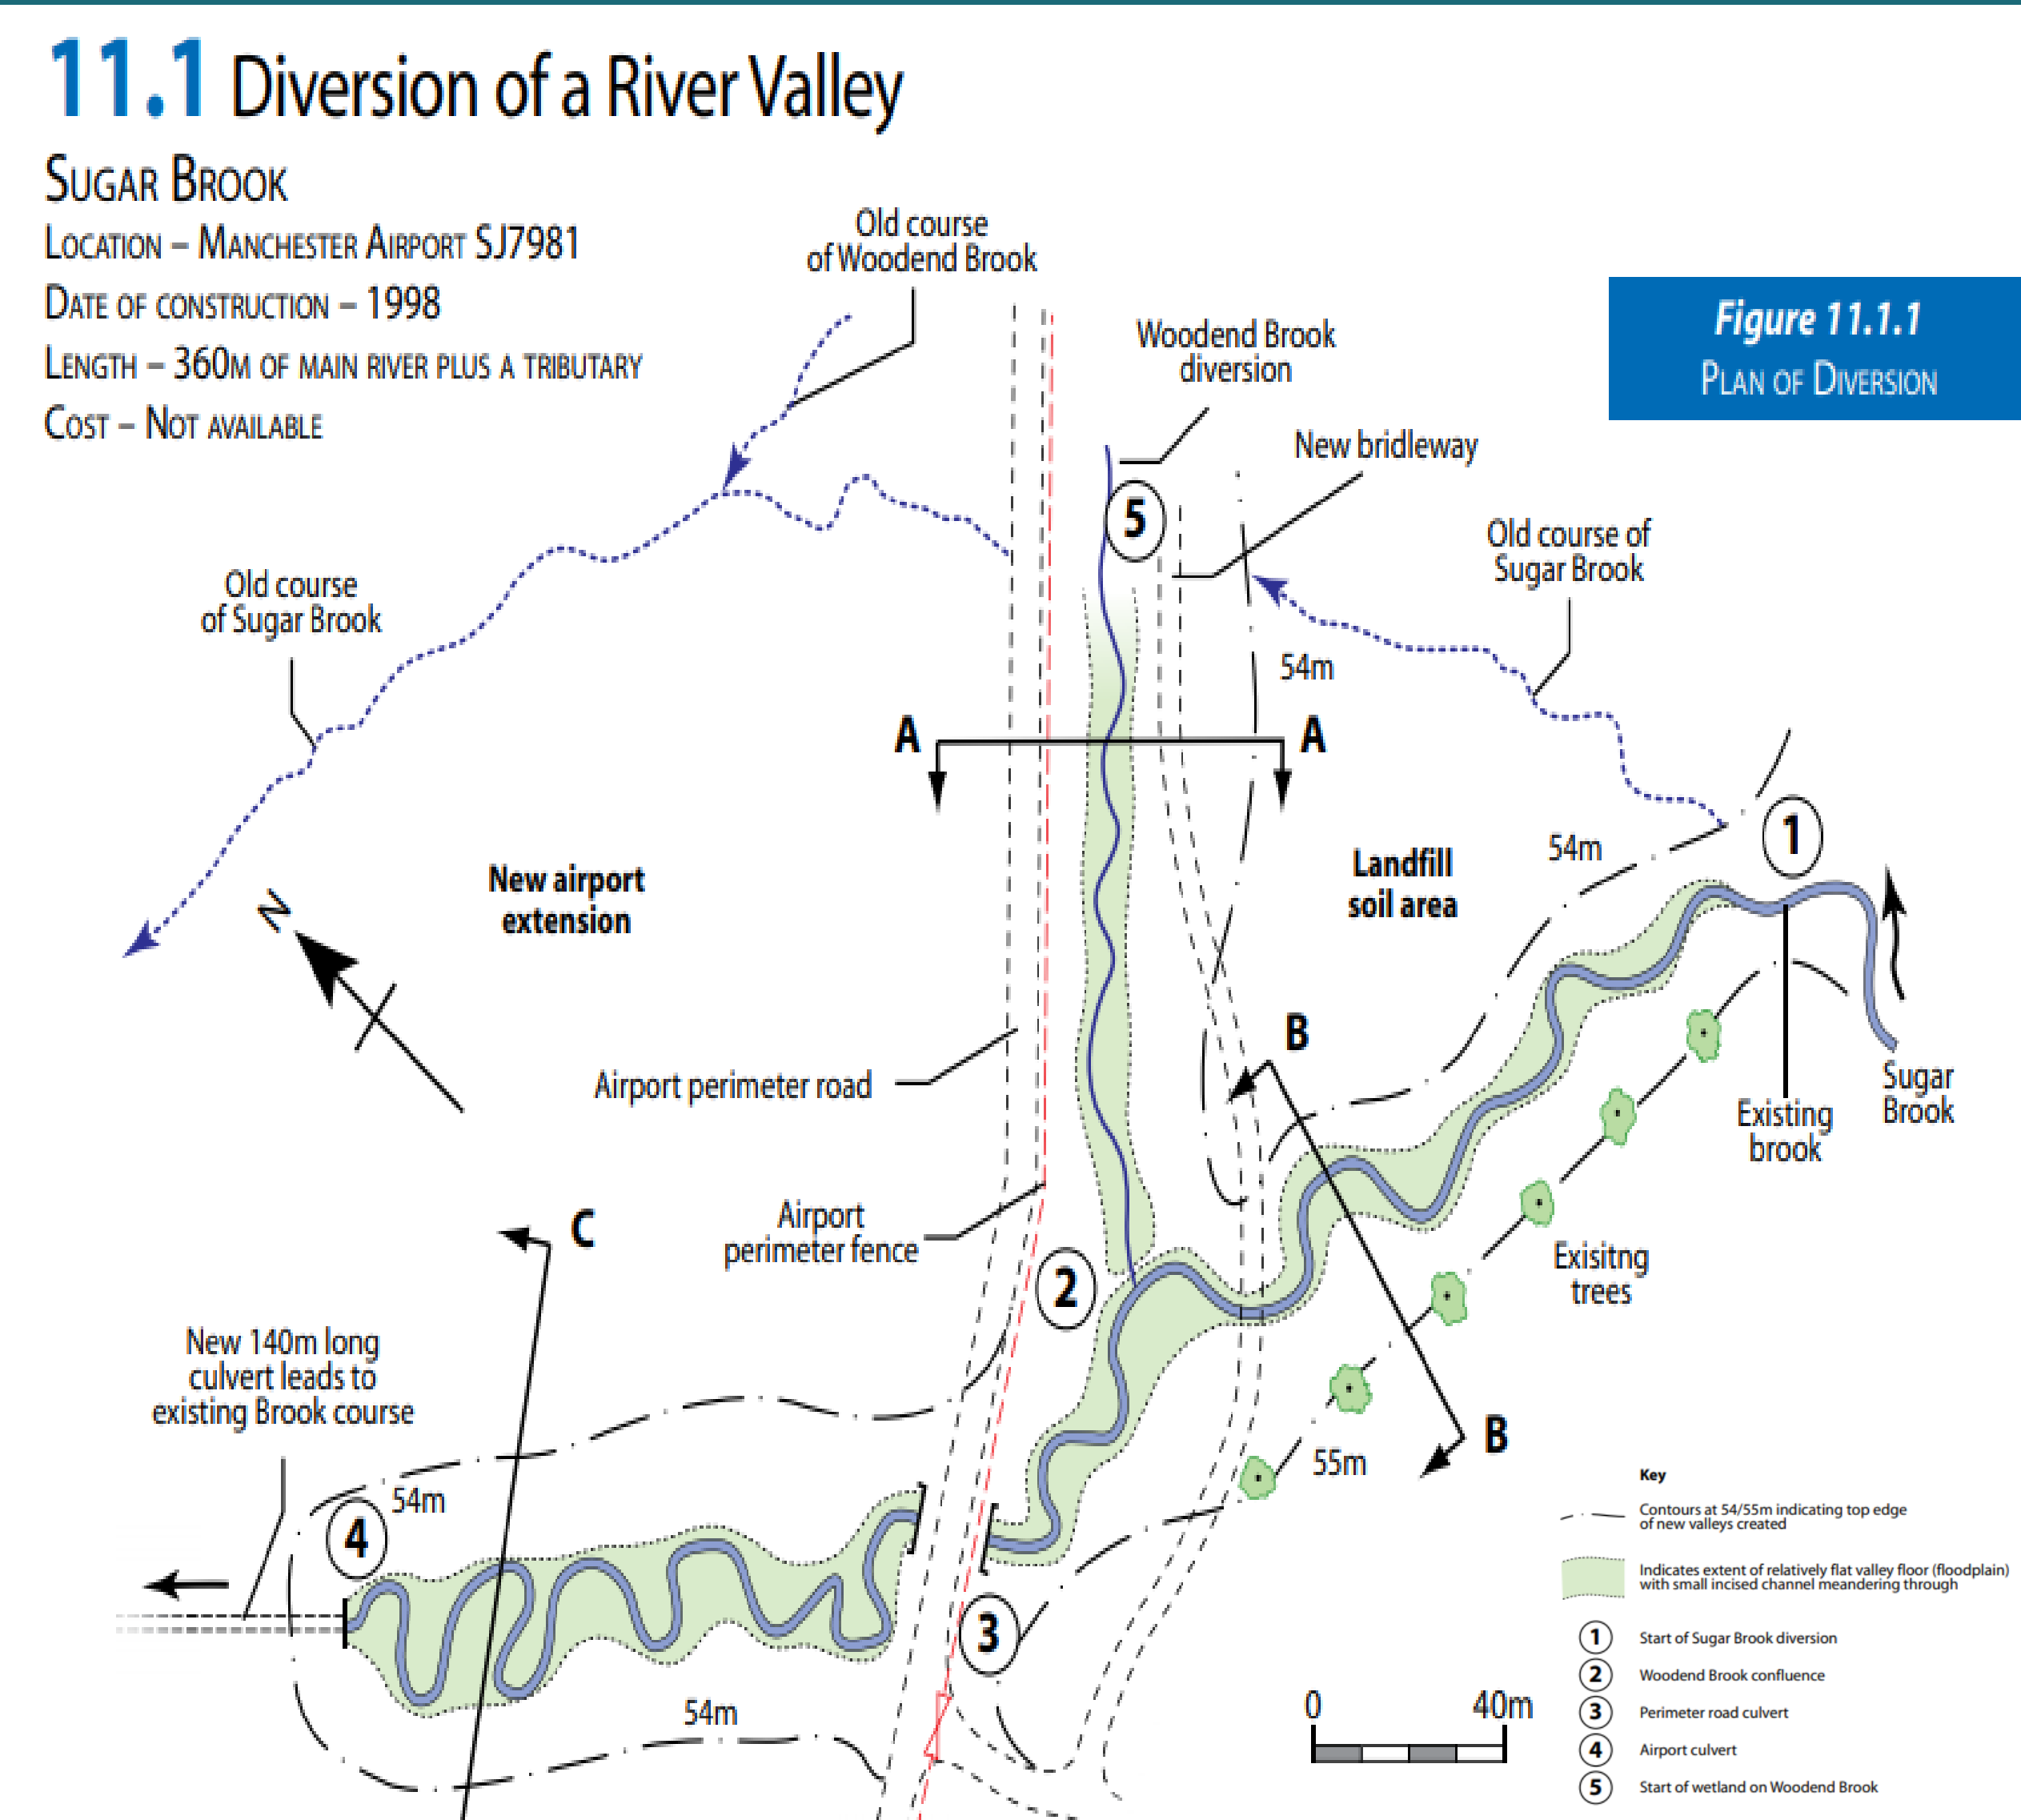 11.1 Diversion of a River Valley
SUGAR BROOK
LOCATION – MANCHESTER AIRPORT SJ7981
DATE OF CONSTRUCTION – 1998
LENGTH – 360M OF MAIN RIVER PLUS A TRIBUTARY
COST – NOT AVAILABLE
Figure 11.1.1
PLAN OF DIVERSION
Old course
of Woodend Brook
Woodend Brook
diversion
New bridleway
5
Old course of
Sugar Brook
Old course
of Sugar Brook
54m
A
A
1
54m
Landfill
soil area
New airport
extension
N
B
Airport perimeter road
Sugar
Brook
Existing
brook
Airport
perimeter fence
C
2
Exisitng
trees
New 140m long
culvert leads to
existing Brook course
B
55m
54m
4
3
54m
0
40m
Key
Contours at 54/55m indicating top edge
of new valleys created
Indicates extent of relatively flat valley floor (floodplain)
with small incised channel meandering through
1 Start of Sugar Brook diversion
2 Woodend Brook confluence
3 Perimeter road culvert
4 Airport culvert
5 Start of wetland on Woodend Brook